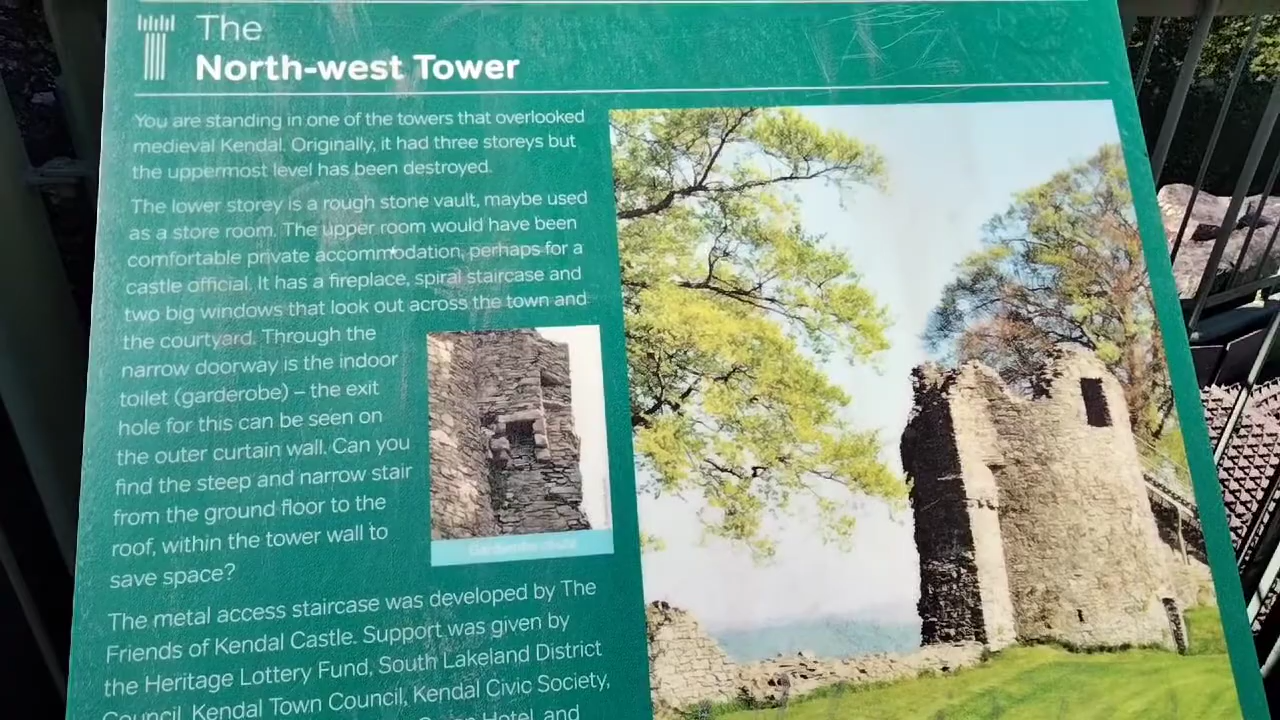 The
North-west Tower
You are standing in one of the towers that overlooked
medieval Kendal. Originally, it had three storeys but
the uppermost level has been destroyed.
The lower storey is a rough stone vault, maybe used
as a store room. The upper room would have been
comfortable private accommodation, perhaps for a
castle official. It has a fireplace, spiral staircase and
two big windows that look out across the town and
the courtyard. Through the
narrow doorway is the indoor
toilet (garderobe) – the exit
hole for this can be seen on
the outer curtain wall. Can you
find the steep and narrow stair
from the ground floor to the
roof, within the tower wall to
save space?
The metal access staircase was developed by The
Friends of Kendal Castle. Support was given by
the Heritage Lottery Fund, South Lakeland District
Council, Kendal Town Council, Kendal Civic Society,
Hotel, and